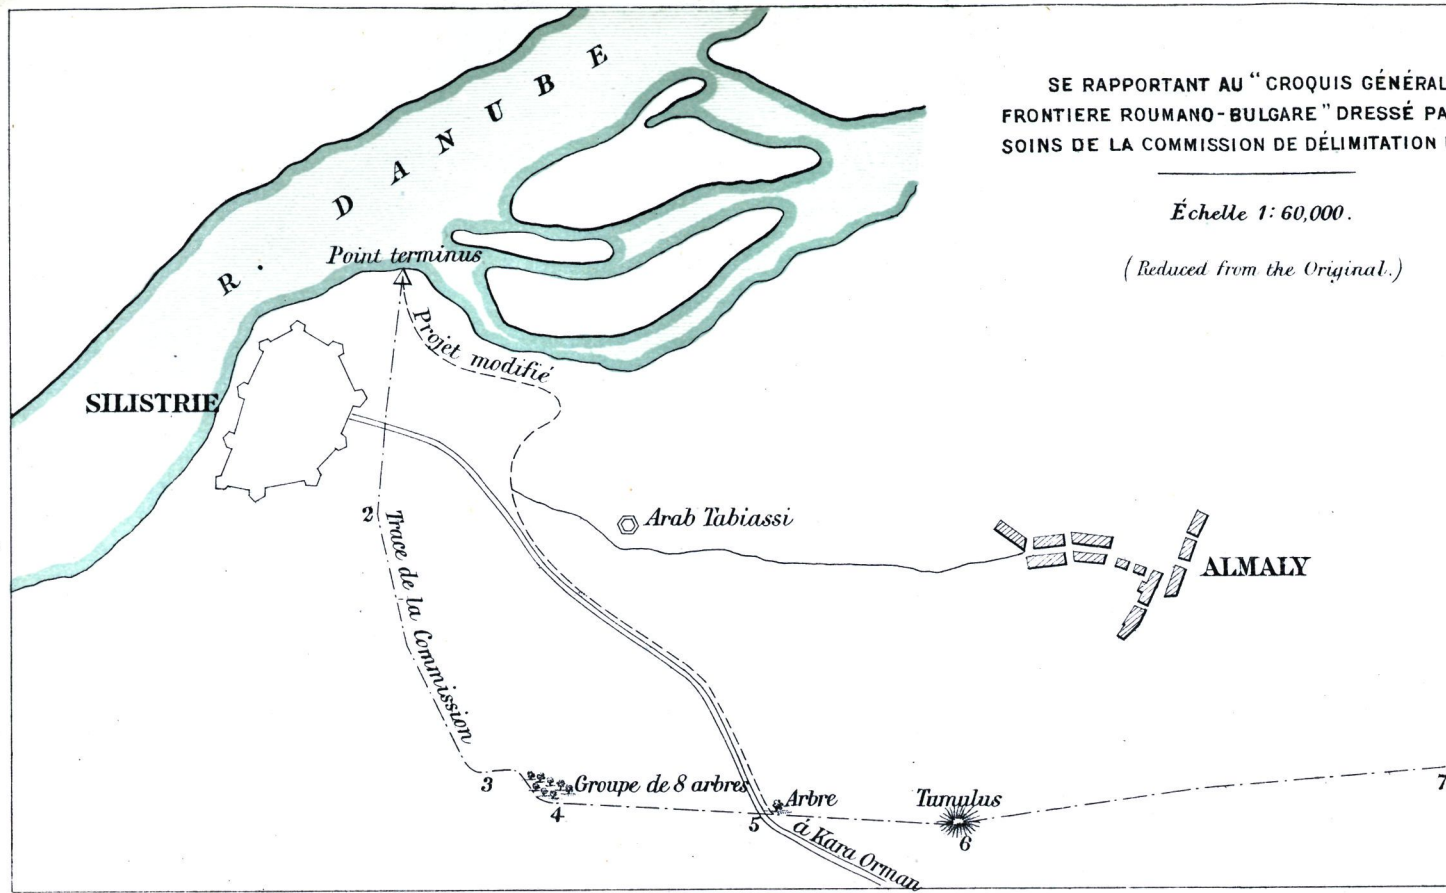 SE RAPPORTANT AU “CROQUIS GÉNÉRAL
FRONTIERE ROUMANO-BULGARE” DRESSÉ PA
SOINS DE LA COMMISSION DE DÉLIMITATION
Échelle 1:60,000.
(Reduced from the Original.)
R. DANUBE
Point terminus
Projet modifié
SILISTRIE
2
Trace de la Commission
Arab Tabiassi
ALMALY
3
Groupe de 8 arbres
4
Arbre
5
á Kara Orman
Tumulus
6
7